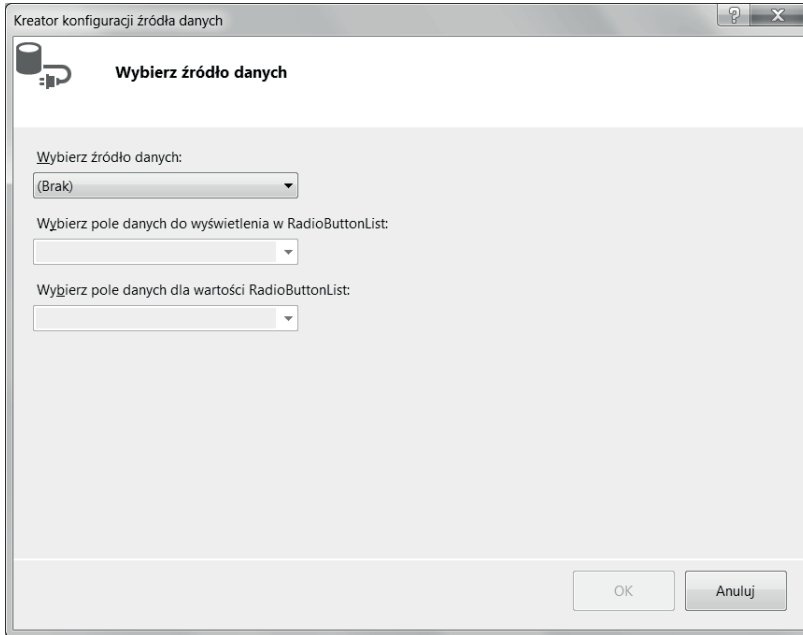 Kreator konfiguracji źródła danych
Wybierz źródło danych
Wybierz źródło danych:
(Brak)
Wybierz pole danych do wyświetlenia w RadioButtonList:
Wybierz pole danych dla wartości RadioButtonList:
OK
Anuluj